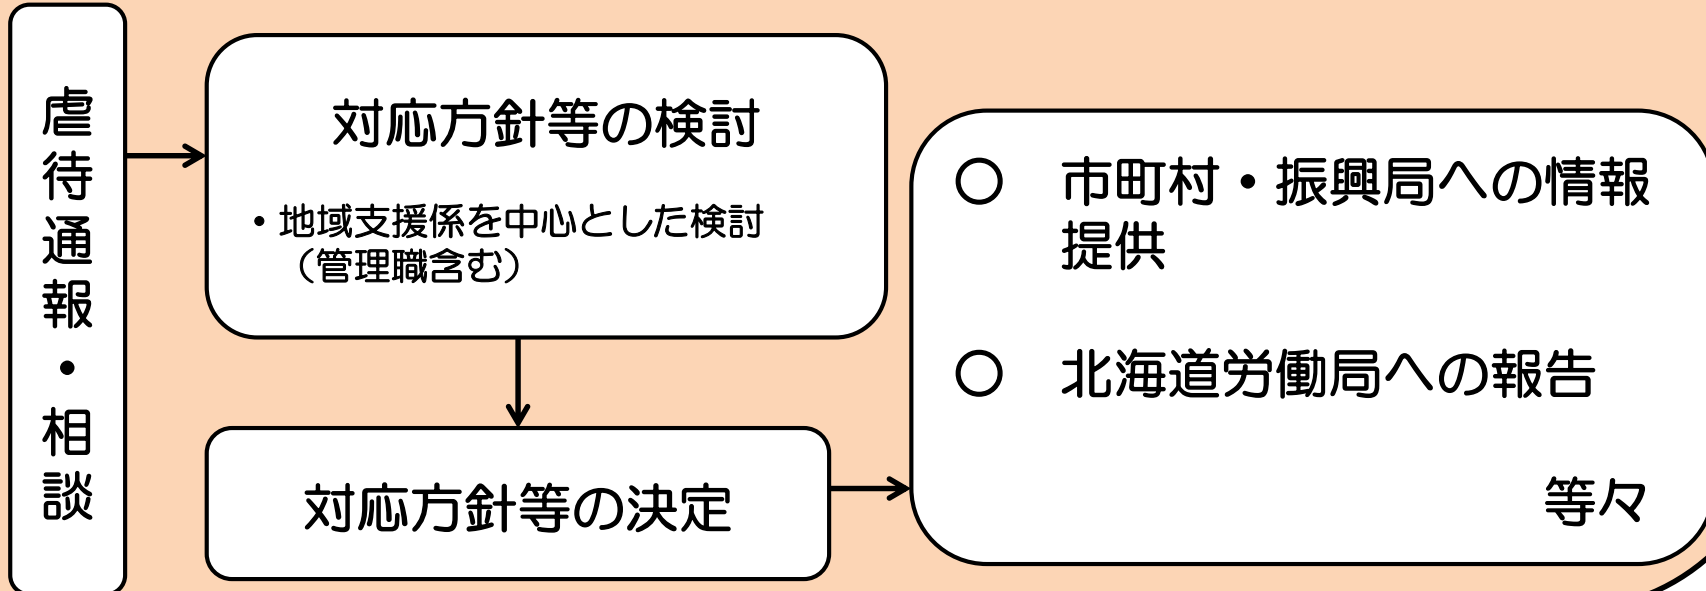 虐待通報・相談
対応方針等の検討
・地域支援係を中心とした検討
（管理職含む）
対応方針等の決定
○　市町村・振興局への情報
提供
○　北海道労働局への報告
等々